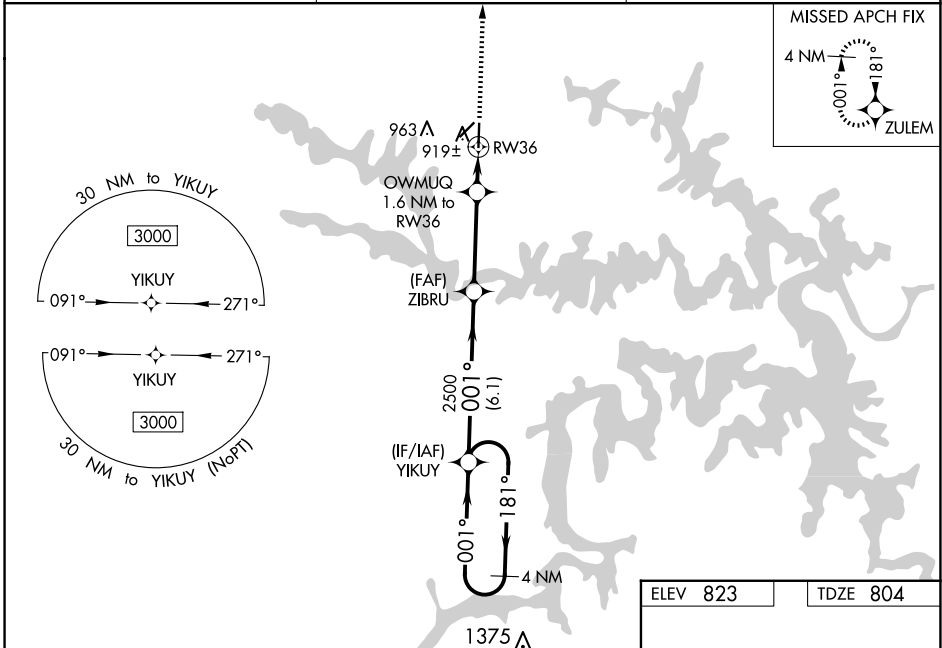 MISSED APCH FIX
4 NM
001°
181°
ZULEM
963
919±
RW36
OWMUQ
1.6 NM to
RW36
30 NM to YIKUY
3000
YIKUY
091°
271°
091°
271°
YIKUY
3000
30 NM to YIKUY (NoPT)
(FAF)
ZIBRU
2500
001°
(6.1)
(IF/IAF)
YIKUY
001°
181°
4 NM
1375
ELEV 823
TDZE 804